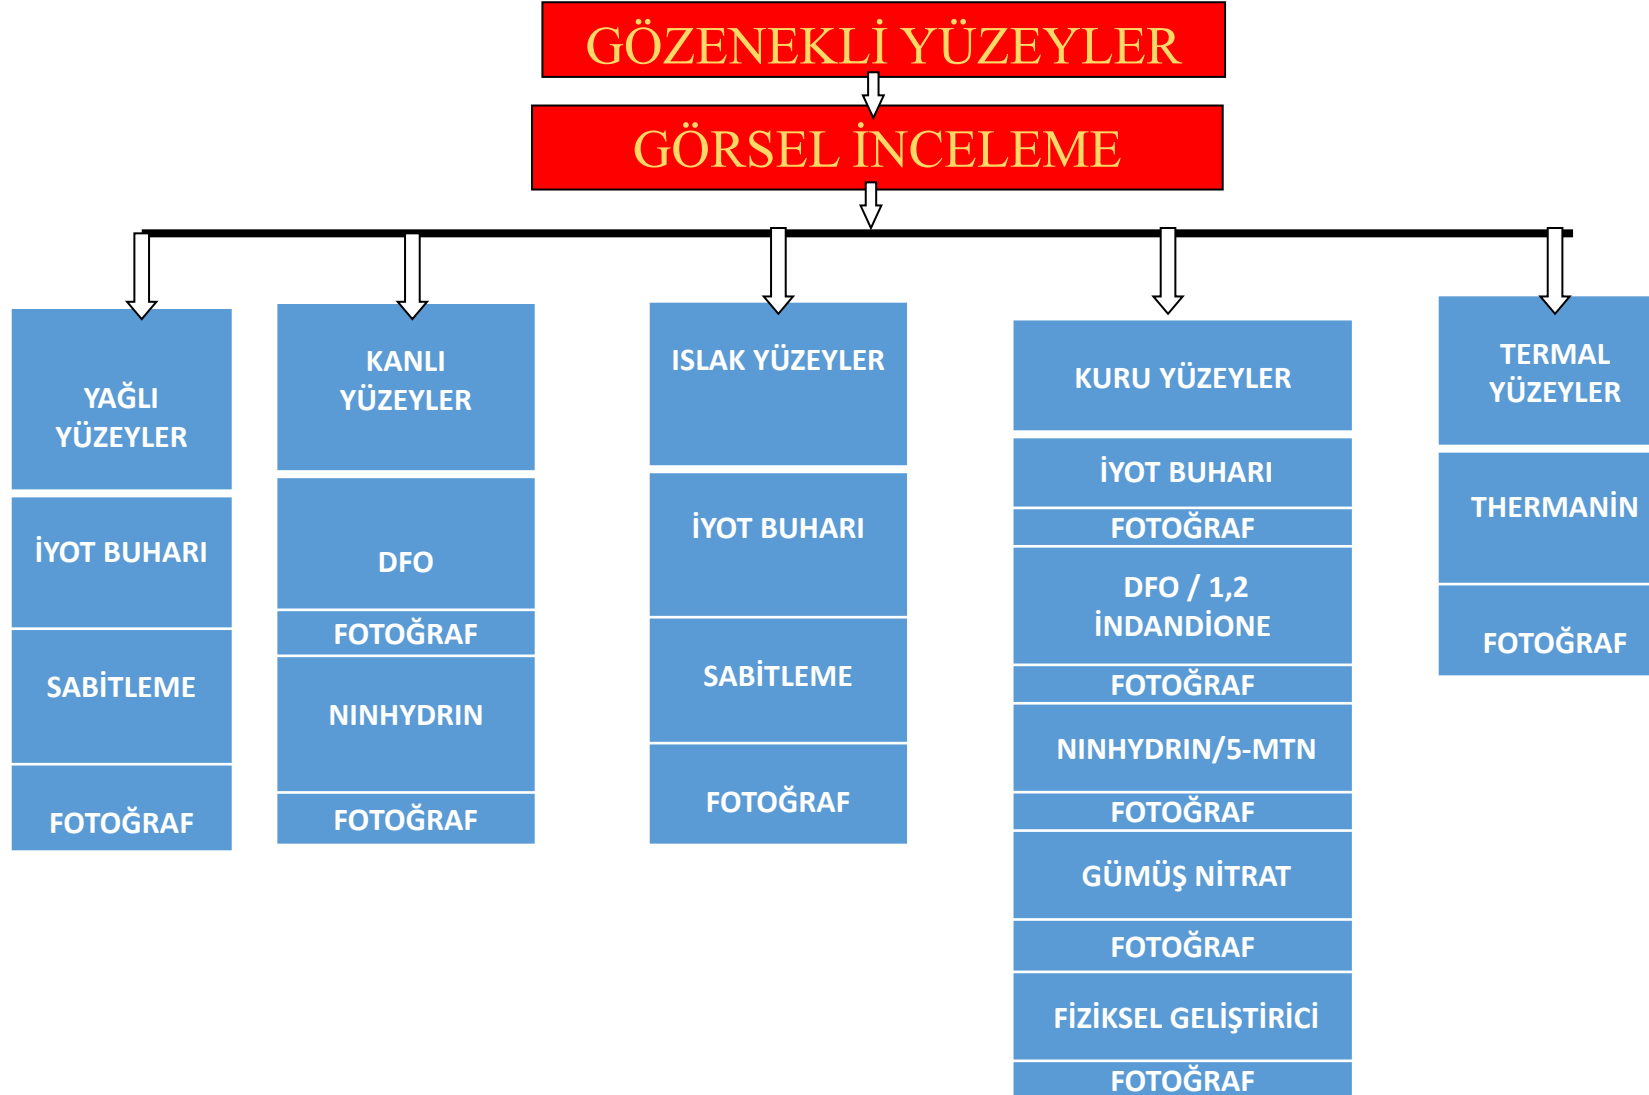 GÖZENEKLİ YÜZEYLER
GÖRSEL İNCELEME
YAĞLI
YÜZEYLER
İYOT BUHARI
SABİTLEME
FOTOĞRAF
KANLI
YÜZEYLER
DFO
FOTOĞRAF
NINHYDRIN
FOTOĞRAF
ISLAK YÜZEYLER
İYOT BUHARI
SABİTLEME
FOTOĞRAF
KURU YÜZEYLER
İYOT BUHARI
FOTOĞRAF
DFO / 1,2
İNDANDİONE
FOTOĞRAF
NINHYDRIN/5-MTN
FOTOĞRAF
GÜMÜŞ NİTRAT
FOTOĞRAF
FİZİKSEL GELİŞTİRİCİ
FOTOĞRAF
TERMAL
YÜZEYLER
THERMANİN
FOTOĞRAF